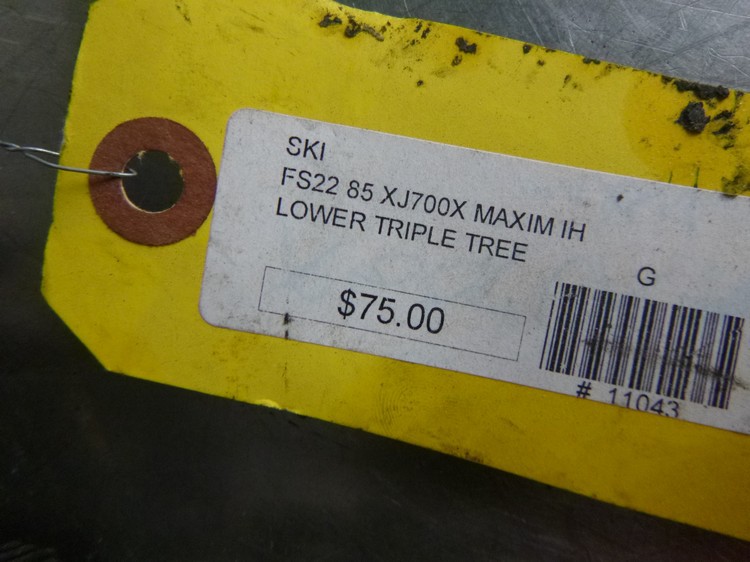 SKI
FS22 85 XJ700X MAXIM IH
LOWER TRIPLE TREE
G
$75.00
# 11043